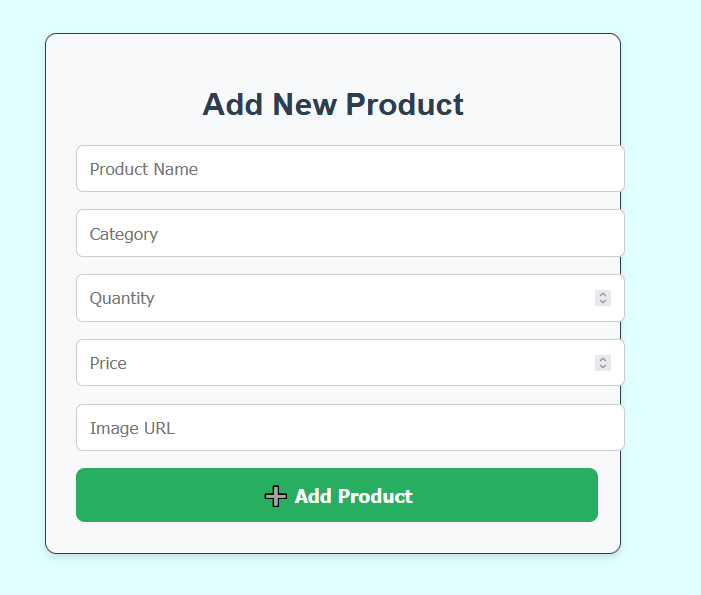 Add New Product
Product Name
Category
Quantity
Price
Image URL
➕ Add Product